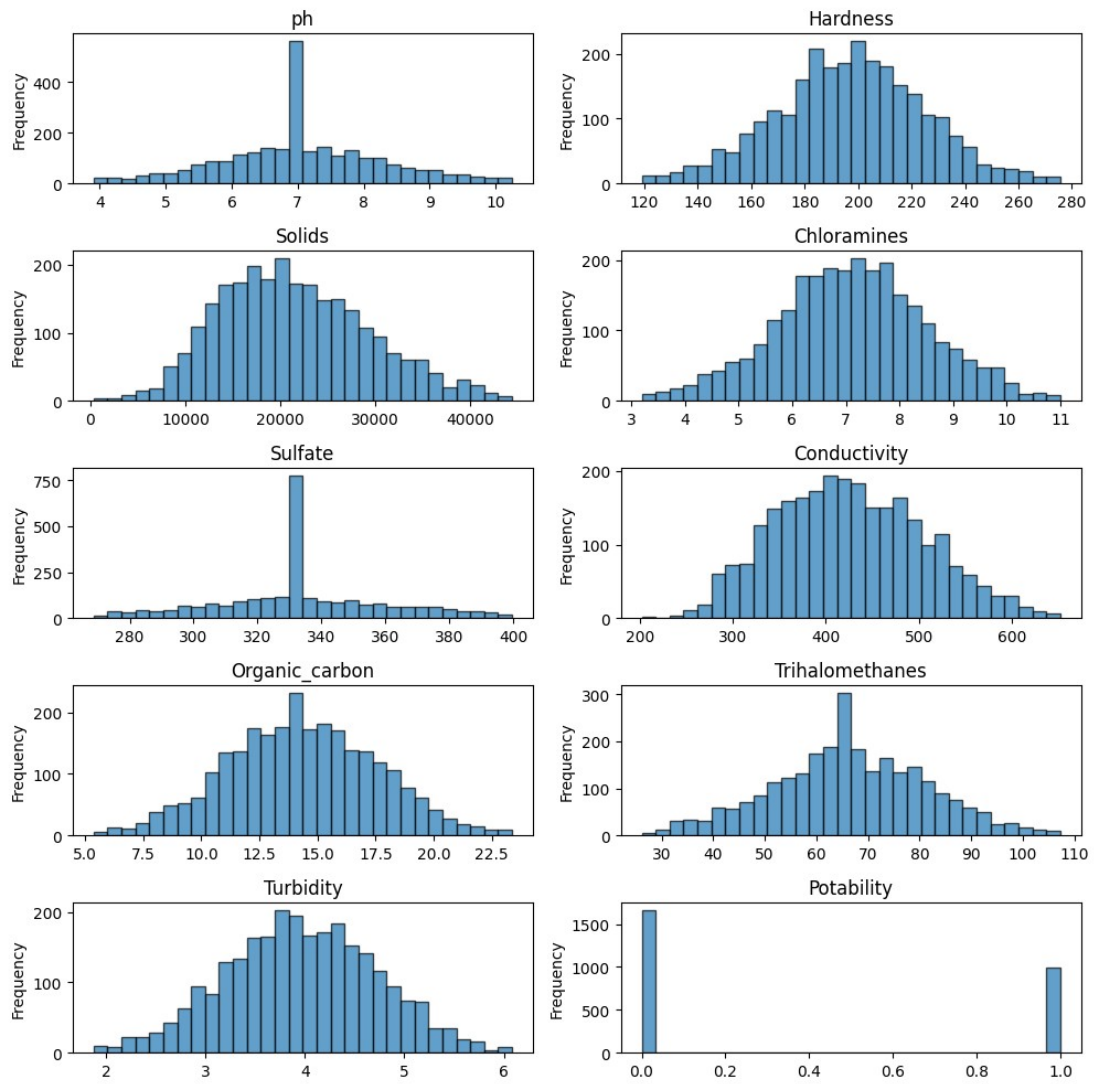 ph
Frequency
400
200
0
4 5 6 7 8 9 10
Hardness
Frequency
200
100
0
120 140 160 180 200 220 240 260 280
Solids
Frequency
200
100
0
0 10000 20000 30000 40000
Chloramines
Frequency
200
150
100
50
0
3 4 5 6 7 8 9 10 11
Sulfate
Frequency
750
500
250
0
280 300 320 340 360 380 400
Conductivity
Frequency
200
100
0
200 300 400 500 600
Organic_carbon
Frequency
200
100
0
5.0 7.5 10.0 12.5 15.0 17.5 20.0 22.5
Trihalomethanes
Frequency
300
200
100
0
30 40 50 60 70 80 90 100 110
Turbidity
Frequency
200
100
0
2 3 4 5 6
Potability
Frequency
1500
1000
500
0
0.0 0.2 0.4 0.6 0.8 1.0